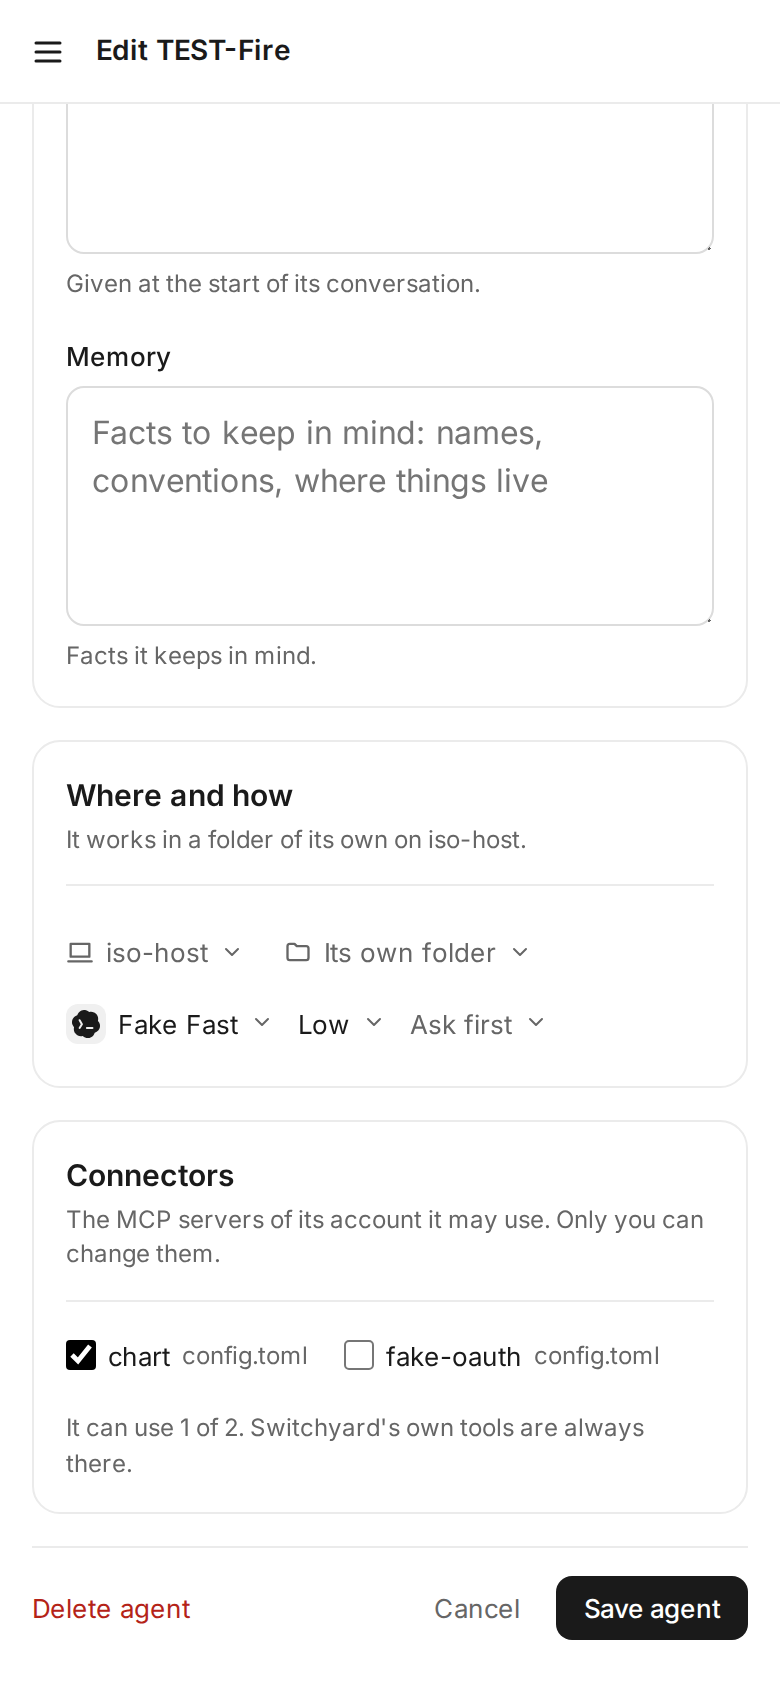 Edit TEST-Fire
Given at the start of its conversation.
Memory
Facts to keep in mind: names,
conventions, where things live
Facts it keeps in mind.
Where and how
It works in a folder of its own on iso-host.
iso-host Its own folder
Fake Fast Low Ask first
Connectors
The MCP servers of its account it may use. Only you can
change them.
chart config.toml fake-oauth config.toml
It can use 1 of 2. Switchyard's own tools are always
there.
Delete agent Cancel Save agent